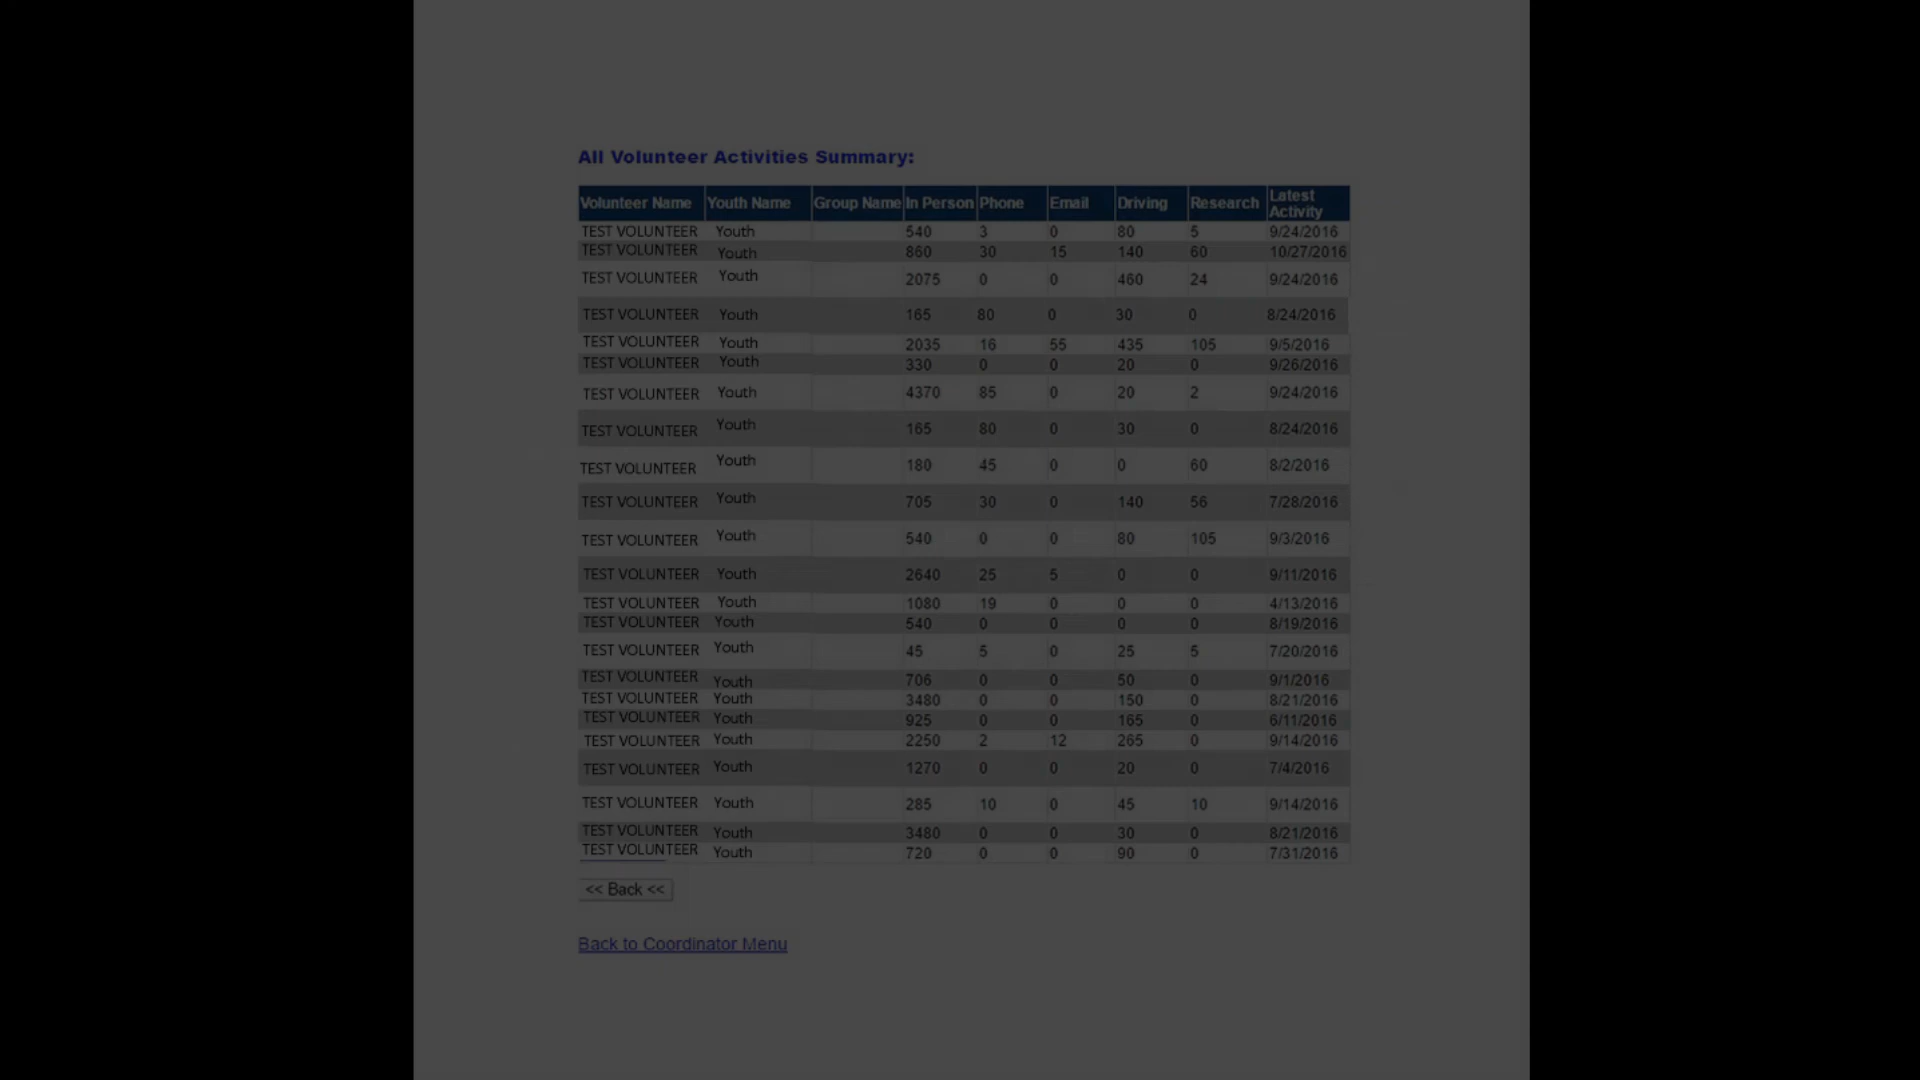 All Volunteer Activities Summary:
Volunteer Name Youth Name Group Name In Person Phone Email Driving Research Latest Activity
TEST VOLUNTEER Youth 540 3 0 80 5 9/24/2016
TEST VOLUNTEER Youth 860 30 15 140 60 10/27/2016
TEST VOLUNTEER Youth 2075 0 0 460 24 9/24/2016
TEST VOLUNTEER Youth 165 80 0 30 0 8/24/2016
TEST VOLUNTEER Youth 2035 16 55 435 105 9/5/2016
TEST VOLUNTEER Youth 330 0 0 20 0 9/26/2016
TEST VOLUNTEER Youth 4370 85 0 20 2 9/24/2016
TEST VOLUNTEER Youth 165 80 0 30 0 8/24/2016
TEST VOLUNTEER Youth 180 45 0 0 60 8/2/2016
TEST VOLUNTEER Youth 705 30 0 140 56 7/28/2016
TEST VOLUNTEER Youth 540 0 0 80 105 9/3/2016
TEST VOLUNTEER Youth 2640 25 5 0 0 9/11/2016
TEST VOLUNTEER Youth 1080 19 0 0 0 4/13/2016
TEST VOLUNTEER Youth 540 0 0 0 0 8/19/2016
TEST VOLUNTEER Youth 45 5 0 25 5 7/20/2016
TEST VOLUNTEER Youth 706 0 0 50 0 9/1/2016
TEST VOLUNTEER Youth 3480 0 0 150 0 8/21/2016
TEST VOLUNTEER Youth 925 0 0 165 0 6/11/2016
TEST VOLUNTEER Youth 2250 2 12 265 0 9/14/2016
TEST VOLUNTEER Youth 1270 0 0 20 0 7/4/2016
TEST VOLUNTEER Youth 285 10 0 45 10 9/14/2016
TEST VOLUNTEER Youth 3480 0 0 30 0 8/21/2016
TEST VOLUNTEER Youth 720 0 0 90 0 7/31/2016
<< Back <<
Back to Coordinator Menu